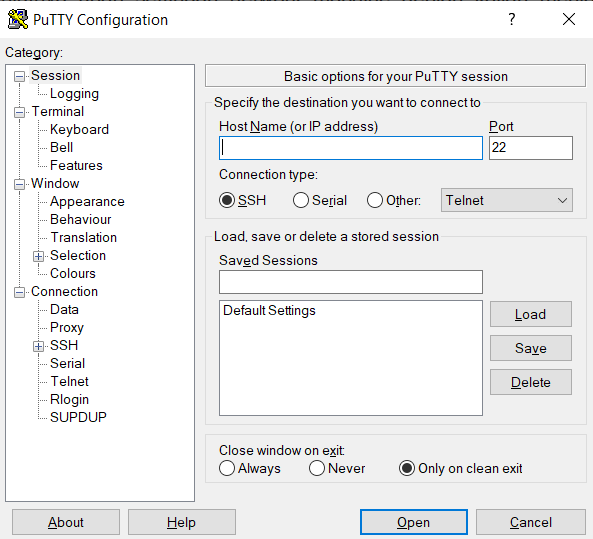 PuTTY Configuration
?
Category:
Session
Logging
Terminal
Keyboard
Bell
Features
Window
Appearance
Behaviour
Translation
Selection
Colours
Connection
Data
Proxy
SSH
Serial
Telnet
Rlogin
SUPDUP
Basic options for your PuTTY session
Specify the destination you want to connect to
Host Name (or IP address) Port
22
Connection type:
SSH Serial Other: Telnet
Load, save or delete a stored session
Saved Sessions
Default Settings
Load
Save
Delete
Close window on exit:
Always Never Only on clean exit
About Help Open Cancel